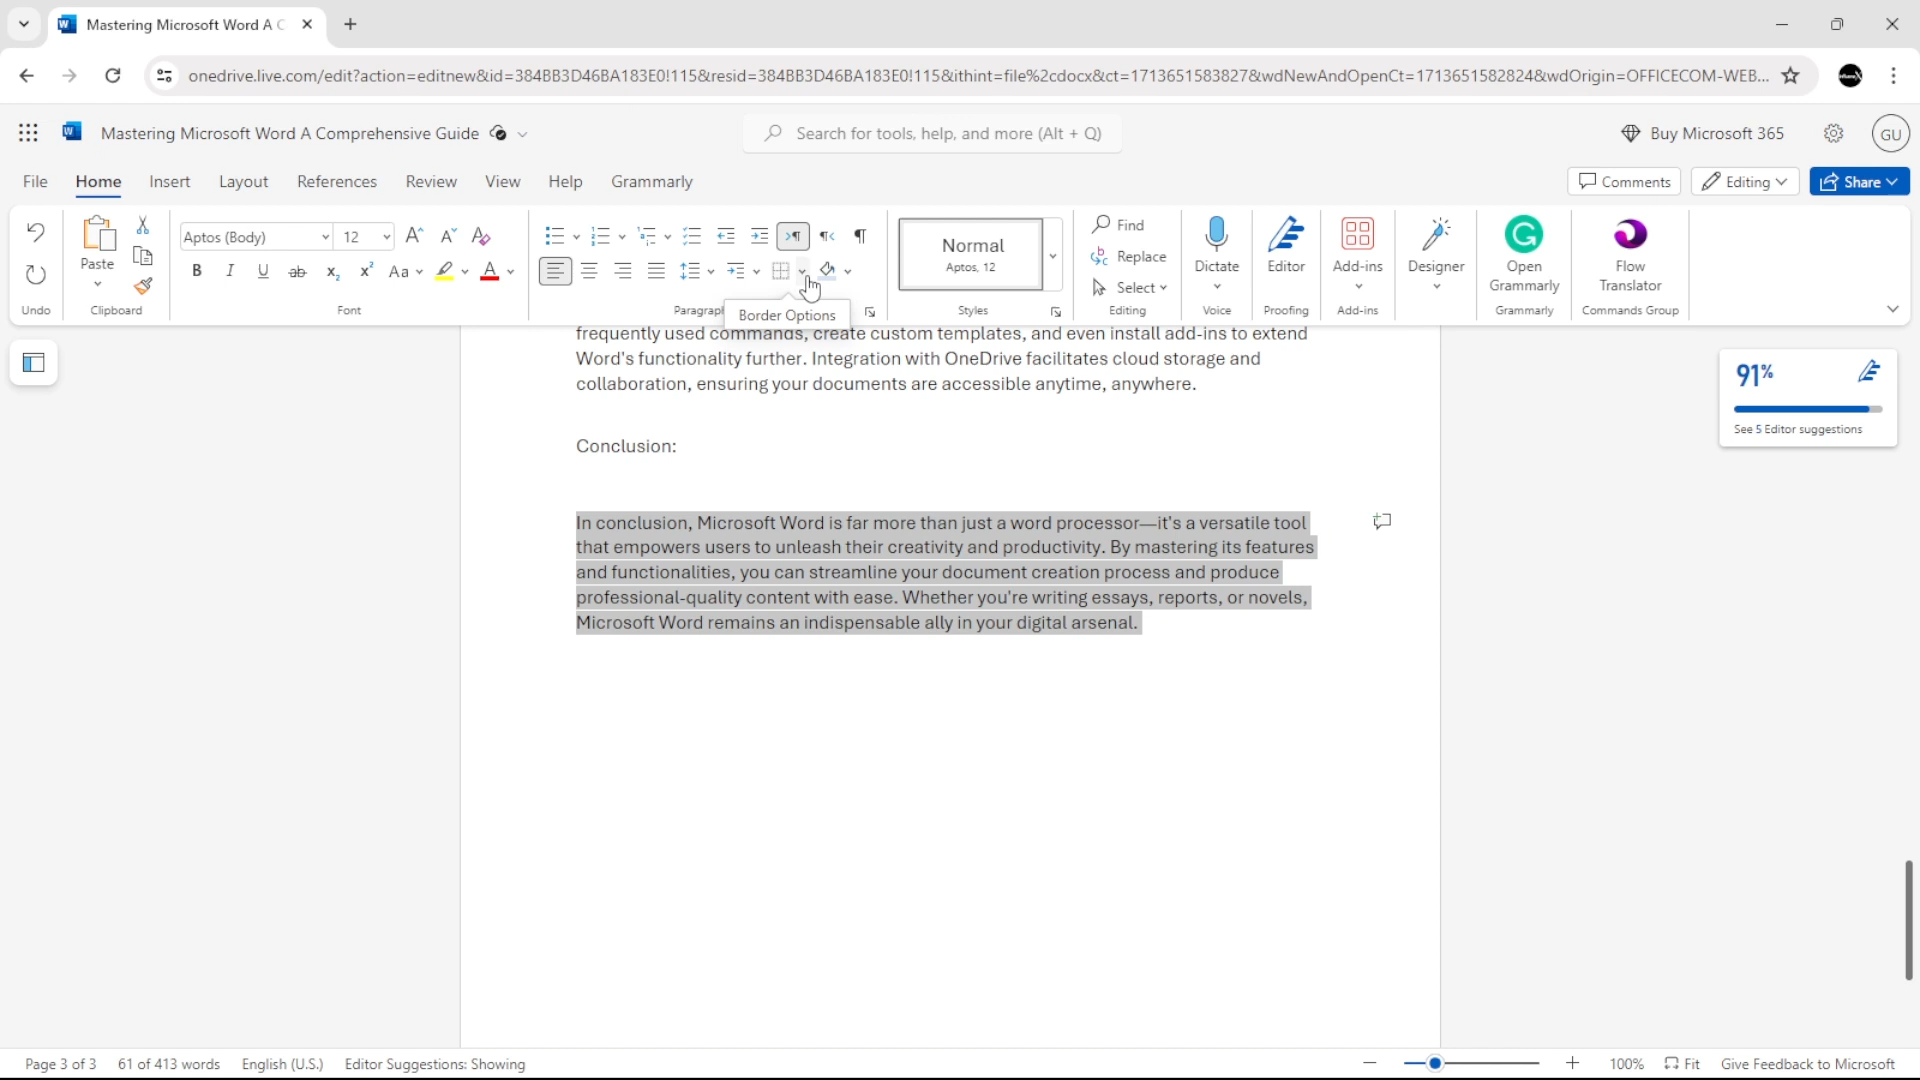 Mastering Microsoft Word A C
onedrive.live.com/edit?action=editnew&id=384BB3D46BA183E0!115&resid=384BB3D46BA183E0!115&ithint=file%2cdocx&ct=1713651583827&wdNewAndOpenCt=1713651582824&wdOrigin=OFFICECOM-WEB...
Mastering Microsoft Word A Comprehensive Guide
Search for tools, help, and more (Alt + Q)
Buy Microsoft 365
GU
File Home Insert Layout References Review View Help Grammarly
Comments Editing Share
Aptos (Body) 12
Paste
Undo Clipboard Font
Border Options
Normal
Aptos, 12
Styles
Find
Replace
Select
Editing
Dictate
Voice
Editor
Proofing
Add-ins
Add-ins
Designer
Open
Grammarly
Grammarly
Flow
Translator
Commands Group
frequently used commands, create custom templates, and even install add-ins to extend
Word's functionality further. Integration with OneDrive facilitates cloud storage and
collaboration, ensuring your documents are accessible anytime, anywhere.
91%
See 5 Editor suggestions
Conclusion:
In conclusion, Microsoft Word is far more than just a word processor—it's a versatile tool
that empowers users to unleash their creativity and productivity. By mastering its features
and functionalities, you can streamline your document creation process and produce
professional-quality content with ease. Whether you're writing essays, reports, or novels,
Microsoft Word remains an indispensable ally in your digital arsenal.
Page 3 of 3 61 of 413 words English (U.S.) Editor Suggestions: Showing 100% Fit Give Feedback to Microsoft